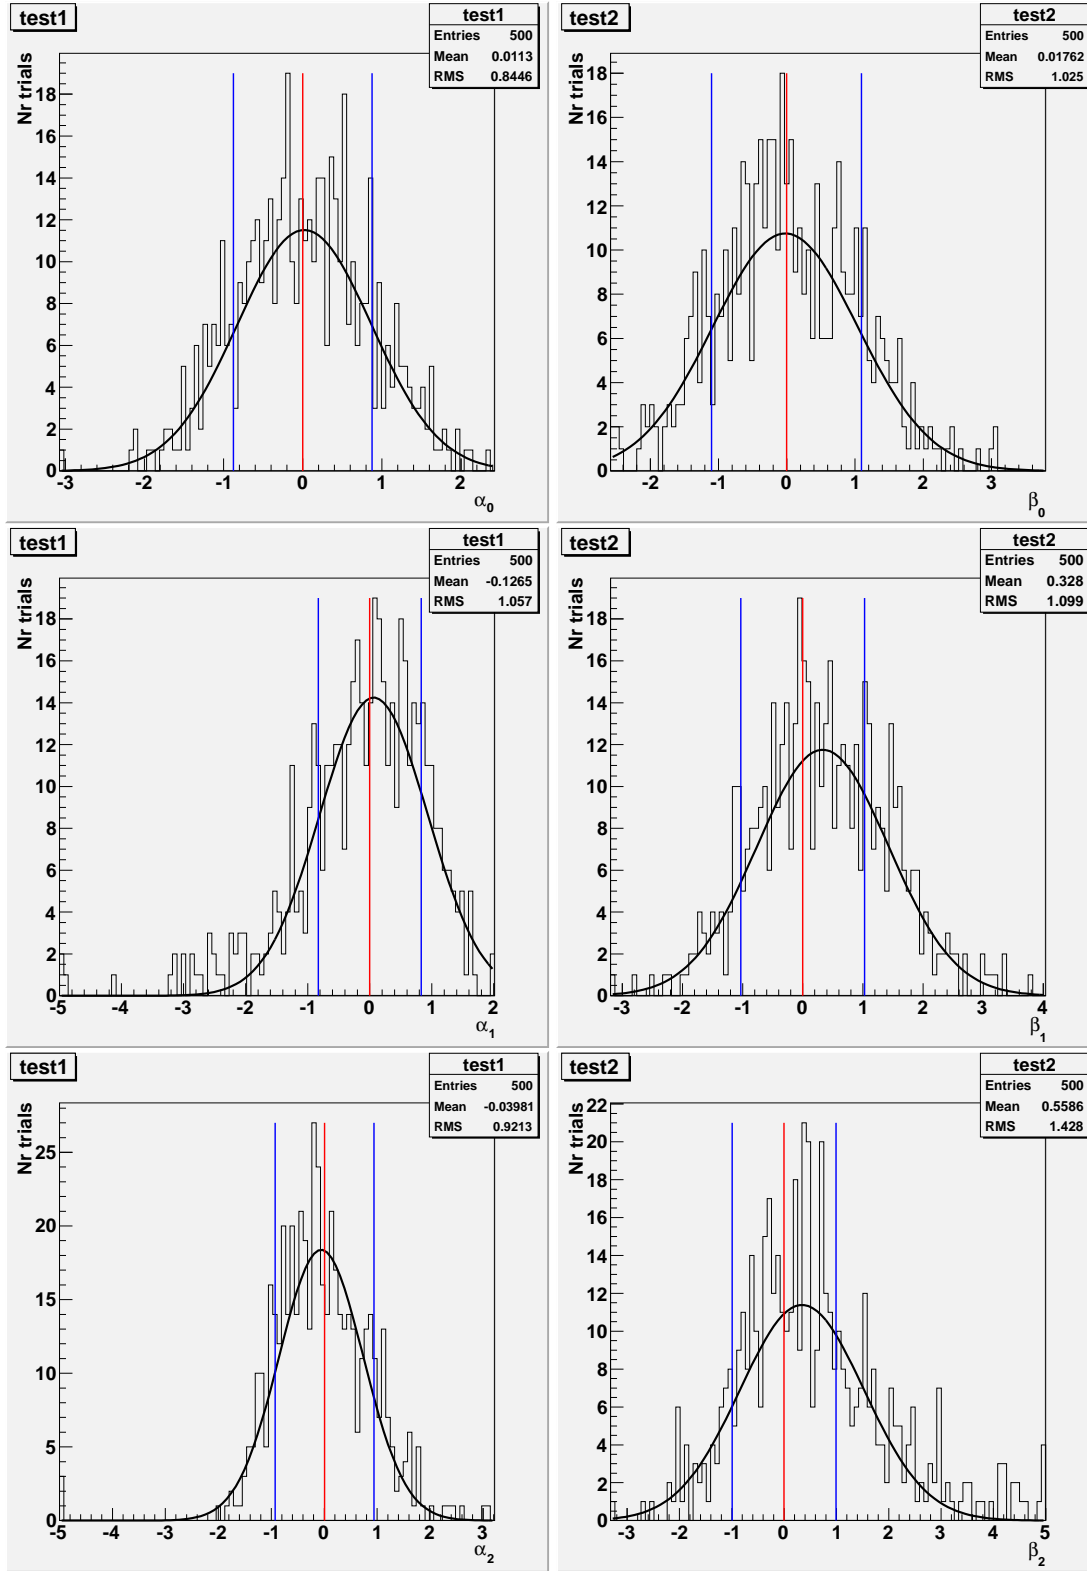 test1
test1
Entries 500
Mean 0.0113
RMS 0.8446
Nr trials
18
16
14
12
10
8
6
4
2
0
-3 -2 -1 0 1 2
α0
test2
test2
Entries 500
Mean 0.01762
RMS 1.025
Nr trials
18
16
14
12
10
8
6
4
2
0
-2 -1 0 1 2 3
β0
test1
test1
Entries 500
Mean -0.1265
RMS 1.057
Nr trials
18
16
14
12
10
8
6
4
2
0
-5 -4 -3 -2 -1 0 1 2
α1
test2
test2
Entries 500
Mean 0.328
RMS 1.099
Nr trials
18
16
14
12
10
8
6
4
2
0
-3 -2 -1 0 1 2 3 4
β1
test1
test1
Entries 500
Mean -0.03981
RMS 0.9213
Nr trials
25
20
15
10
5
0
-5 -4 -3 -2 -1 0 1 2 3
α2
test2
test2
Entries 500
Mean 0.5586
RMS 1.428
Nr trials
22
20
18
16
14
12
10
8
6
4
2
0
-3 -2 -1 0 1 2 3 4 5
β2